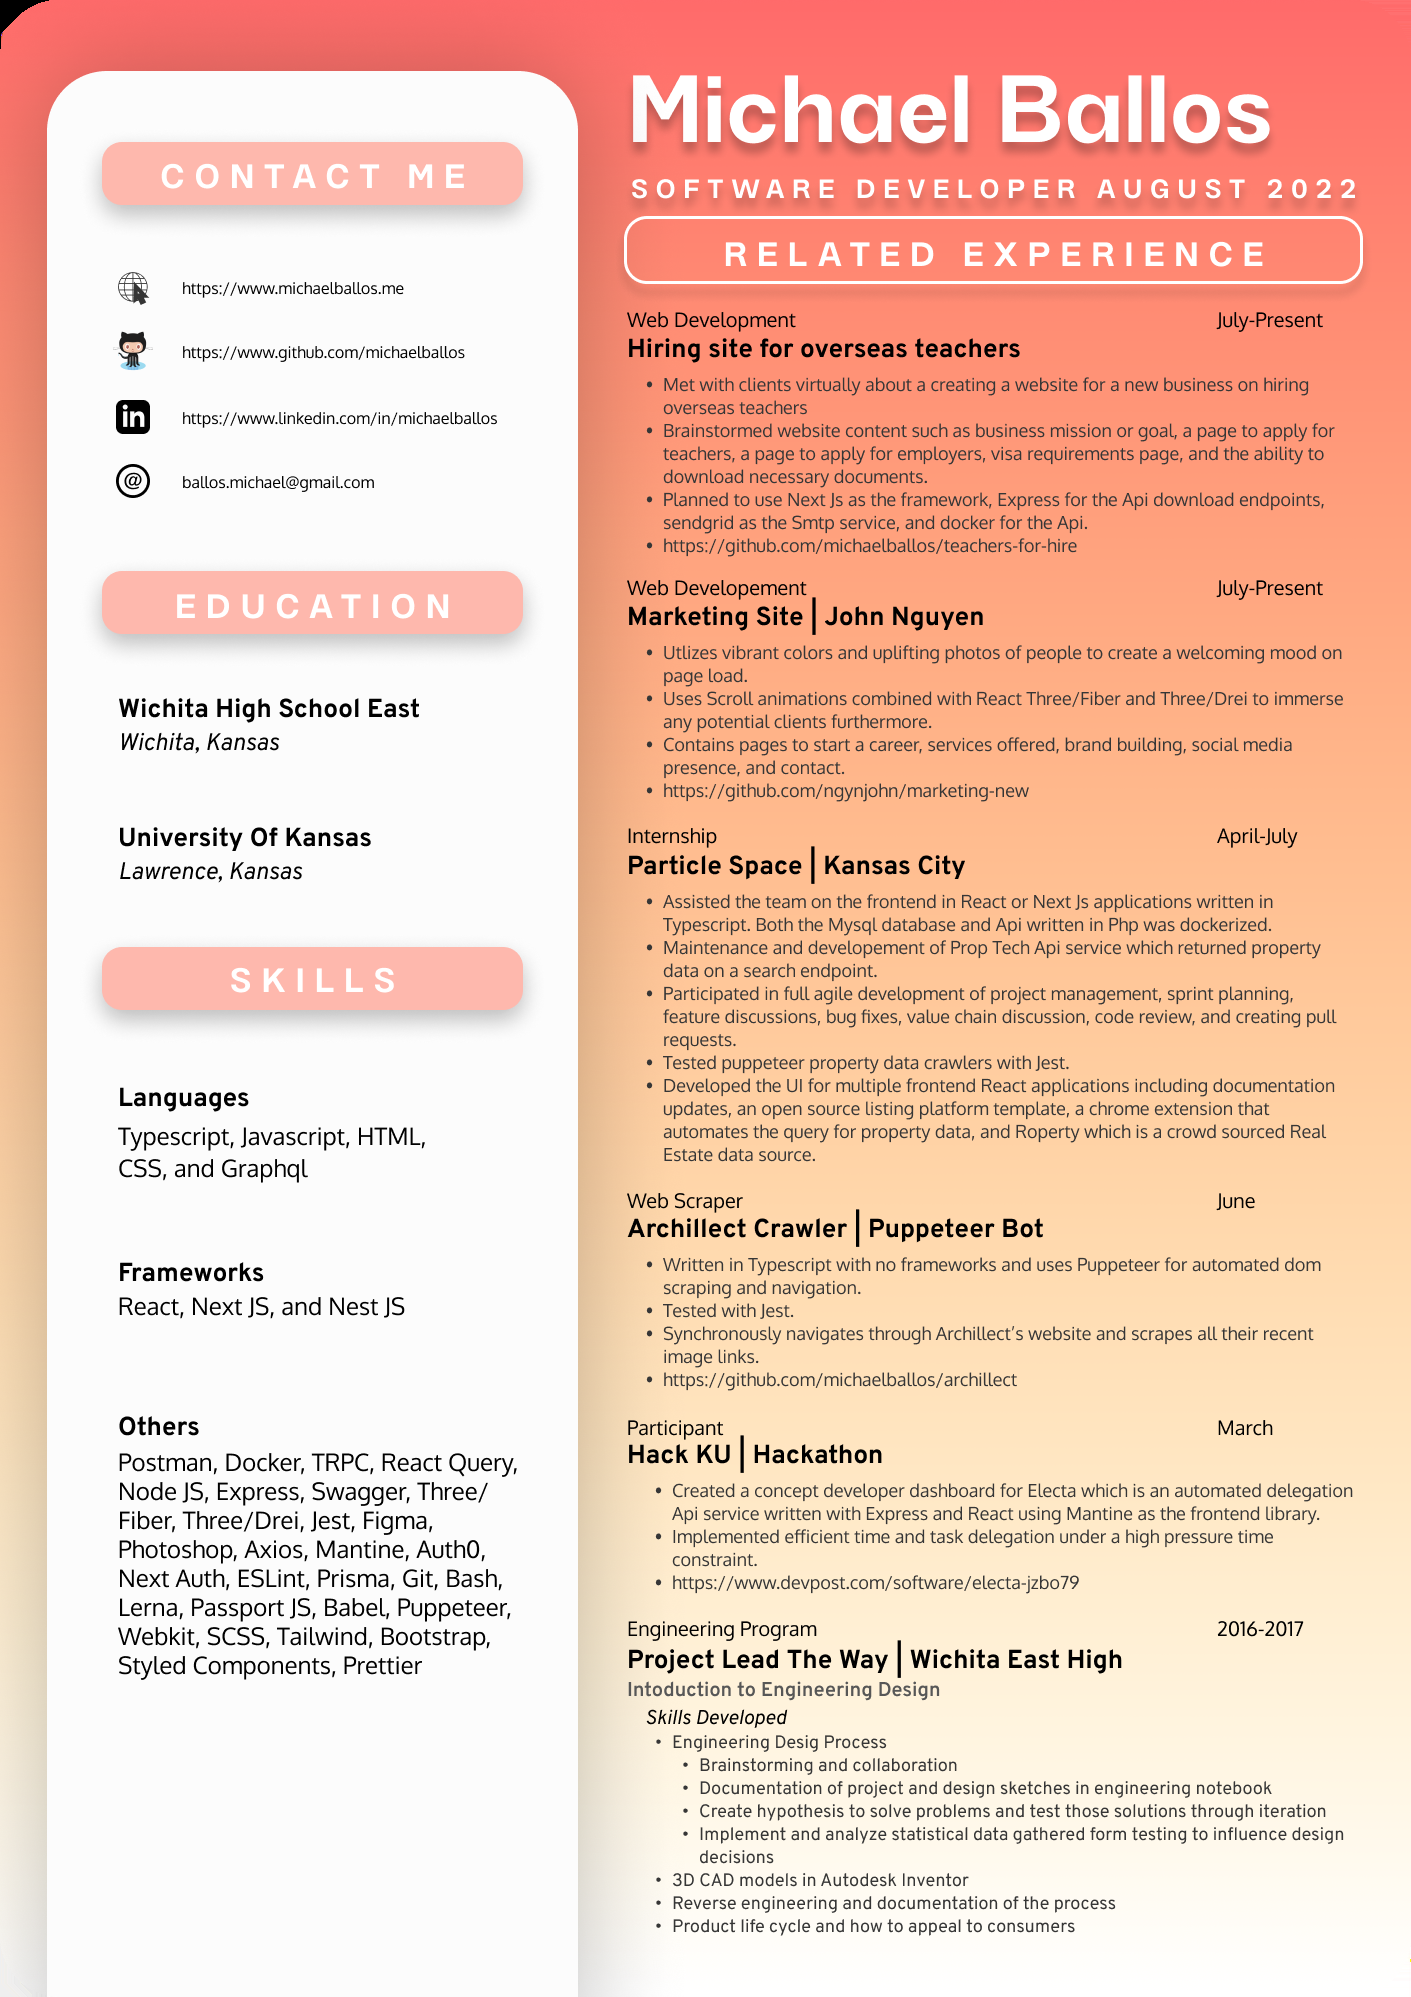 CONTACT ME
https://www.michaelballos.me
https://www.github.com/michaelballos
in
https://www.linkedin.com/in/michaelballos
@
ballos.michael@gmail.com
EDUCATION
Wichita High School East
Wichita, Kansas
University Of Kansas
Lawrence, Kansas
SKILLS
Languages
Typescript, Javascript, HTML,
CSS, and Graphql
Frameworks
React, Next JS, and Nest JS
Others
Postman, Docker, TRPC, React Query,
Node JS, Express, Swagger, Three/
Fiber, Three/Drei, Jest, Figma,
Photoshop, Axios, Mantine, Auth0,
Next Auth, ESLint, Prisma, Git, Bash,
Lerna, Passport JS, Babel, Puppeteer,
Webkit, SCSS, Tailwind, Bootstrap,
Styled Components, Prettier
Michael Ballos
SOFTWARE DEVELOPER AUGUST 2022
RELATED EXPERIENCE
Web Development July-Present
Hiring site for overseas teachers
• Met with clients virtually about a creating a website for a new business on hiring
overseas teachers
• Brainstormed website content such as business mission or goal, a page to apply for
teachers, a page to apply for employers, visa requirements page, and the ability to
download necessary documents.
• Planned to use Next Js as the framework, Express for the Api download endpoints,
sendgrid as the Smtp service, and docker for the Api.
• https://github.com/michaelballos/teachers-for-hire
Web Developement July-Present
Marketing Site | John Nguyen
• Utlizes vibrant colors and uplifting photos of people to create a welcoming mood on
page load.
• Uses Scroll animations combined with React Three/Fiber and Three/Drei to immerse
any potential clients furthermore.
• Contains pages to start a career, services offered, brand building, social media
presence, and contact.
• https://github.com/ngynjohn/marketing-new
Internship April-July
Particle Space | Kansas City
• Assisted the team on the frontend in React or Next Js applications written in
Typescript. Both the Mysql database and Api written in Php was dockerized.
• Maintenance and developement of Prop Tech Api service which returned property
data on a search endpoint.
• Participated in full agile development of project management, sprint planning,
feature discussions, bug fixes, value chain discussion, code review, and creating pull
requests.
• Tested puppeteer property data crawlers with Jest.
• Developed the UI for multiple frontend React applications including documentation
updates, an open source listing platform template, a chrome extension that
automates the query for property data, and Roperty which is a crowd sourced Real
Estate data source.
Web Scraper June
Archillect Crawler | Puppeteer Bot
• Written in Typescript with no frameworks and uses Puppeteer for automated dom
scraping and navigation.
• Tested with Jest.
• Synchronously navigates through Archillect’s website and scrapes all their recent
image links.
• https://github.com/michaelballos/archillect
Participant March
Hack KU | Hackathon
• Created a concept developer dashboard for Electa which is an automated delegation
Api service written with Express and React using Mantine as the frontend library.
• Implemented efficient time and task delegation under a high pressure time
constraint.
• https://www.devpost.com/software/electa-jzbo79
Engineering Program 2016-2017
Project Lead The Way | Wichita East High
Intoduction to Engineering Design
Skills Developed
• Engineering Desig Process
• Brainstorming and collaboration
• Documentation of project and design sketches in engineering notebook
• Create hypothesis to solve problems and test those solutions through iteration
• Implement and analyze statistical data gathered form testing to influence design
decisions
• 3D CAD models in Autodesk Inventor
• Reverse engineering and documentation of the process
• Product life cycle and how to appeal to consumers